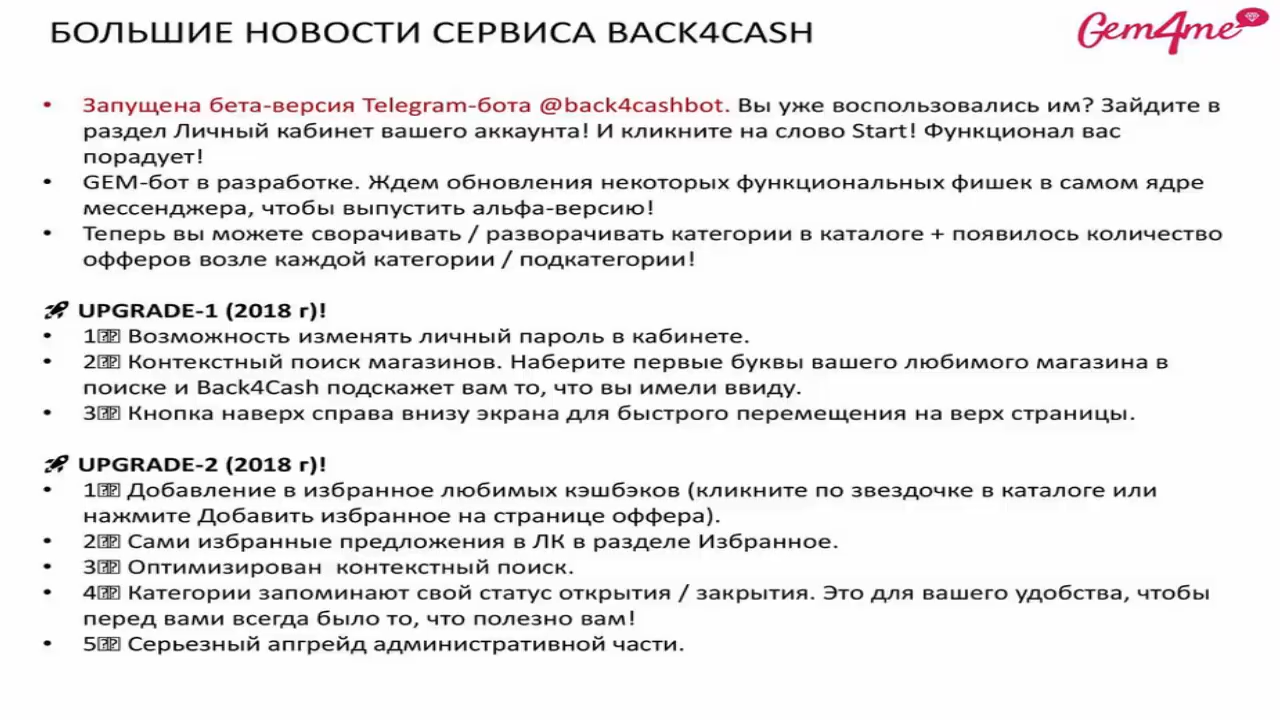 БОЛЬШИЕ НОВОСТИ СЕРВИСА BACK4CASH
Gem4me
• Запущена бета-версия Telegram-бота @back4cashbot. Вы уже воспользовались им? Зайдите в
раздел Личный кабинет вашего аккаунта! И кликните на слово Start! Функционал вас
порадует!
• GEM-бот в разработке. Ждем обновления некоторых функциональных фишек в самом ядре
мессенджера, чтобы выпустить альфа-версию!
• Теперь вы можете сворачивать / разворачивать категории в каталоге + появилось количество
офферов возле каждой категории / подкатегории!
🚀 UPGRADE-1 (2018 г)!
• 1 Возможность изменять личный пароль в кабинете.
• 2 Контекстный поиск магазинов. Наберите первые буквы вашего любимого магазина в
поиске и Back4Cash подскажет вам то, что вы имели ввиду.
• 3 Кнопка наверх справа внизу экрана для быстрого перемещения на верх страницы.
🚀 UPGRADE-2 (2018 г)!
• 1 Добавление в избранное любимых кэшбэков (кликните по звездочке в каталоге или
нажмите Добавить избранное на странице оффера).
• 2 Сами избранные предложения в ЛК в разделе Избранное.
• 3 Оптимизирован  контекстный поиск.
• 4 Категории запоминают свой статус открытия / закрытия. Это для вашего удобства, чтобы
перед вами всегда было то, что полезно вам!
• 5 Серьезный апгрейд административной части.